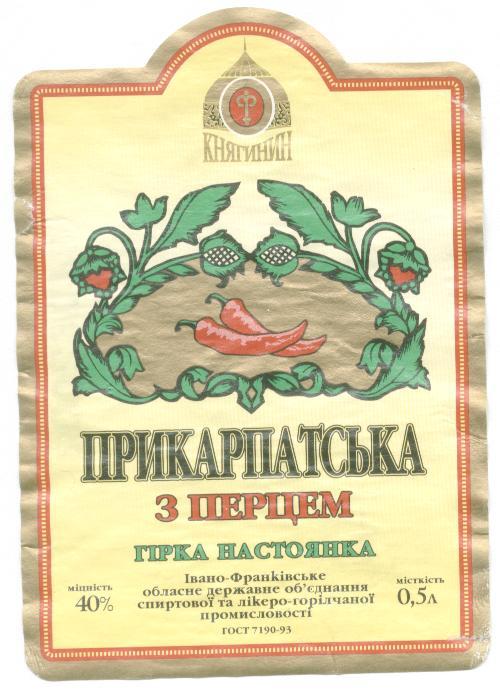 КНЯГИНИН
ПРИКАРПАТСЬКА
З ПЕРЦЕМ
ГІРКА НАСТОЯНКА
міцність
40%
Івано-Франківське
обласне державне об'єднання
спиртової та лікеро-горілчаної
промисловості
ГОСТ 7190-93
місткість
0,5л